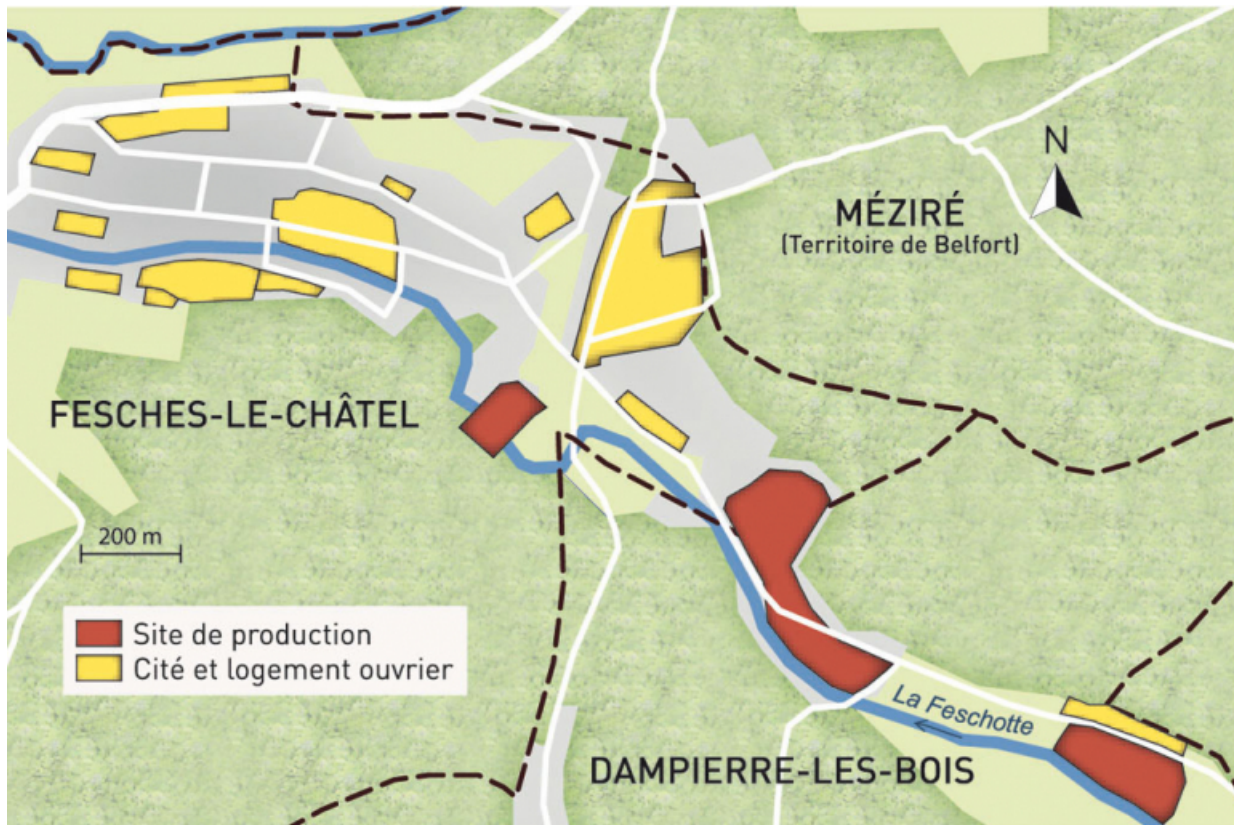 N
MÉZIRÉ
(Territoire de Belfort)
FESCHES-LE-CHÂTEL
200 m
Site de production
Cité et logement ouvrier
La Feschotte
DAMPIERRE-LES-BOIS